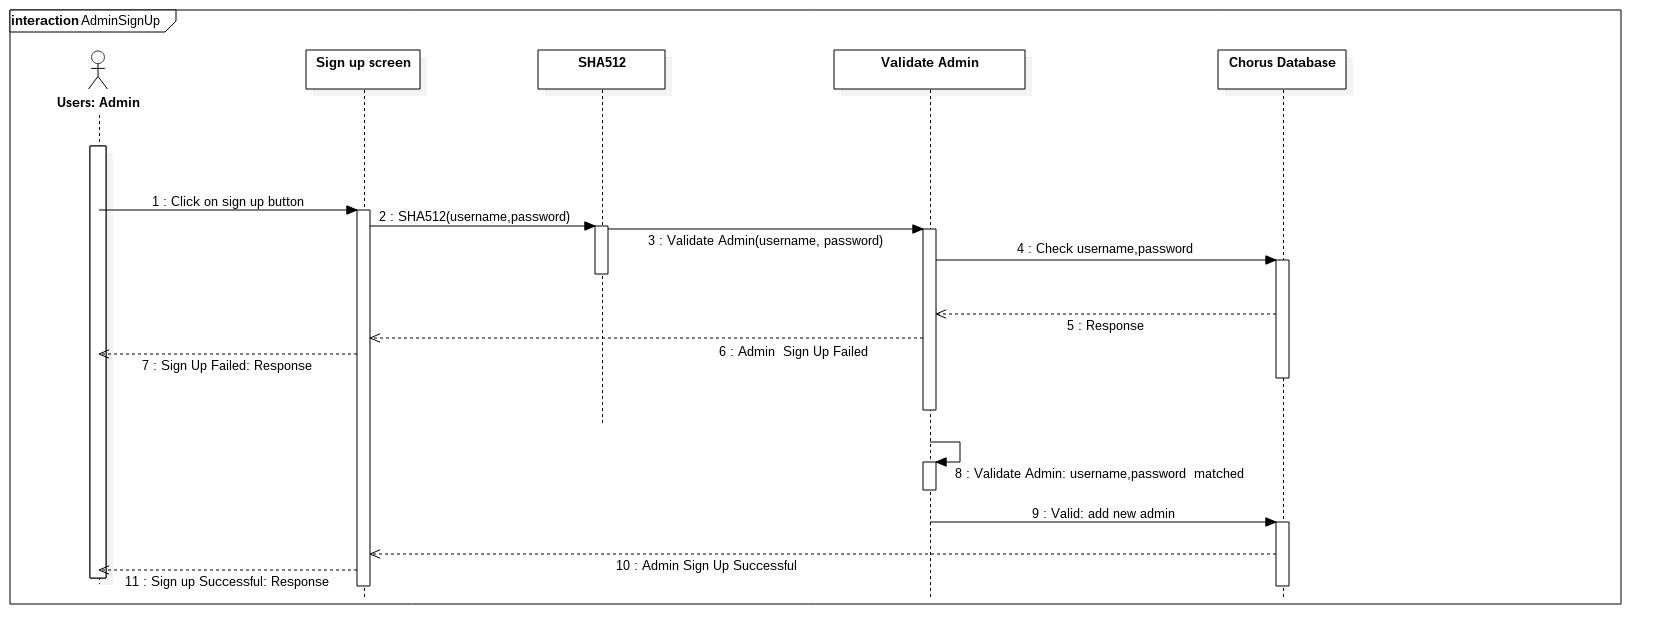 interaction AdminSignUp
Users: Admin
Sign up screen
SHA512
Validate Admin
Chorus Database
1 : Click on sign up button
2 : SHA512(username,password)
3 : Validate Admin(username, password)
4 : Check username,password
5 : Response
6 : Admin  Sign Up Failed
7 : Sign Up Failed: Response
8 : Validate Admin: username,password  matched
9 : Valid: add new admin
10 : Admin Sign Up Successful
11 : Sign up Successful: Response